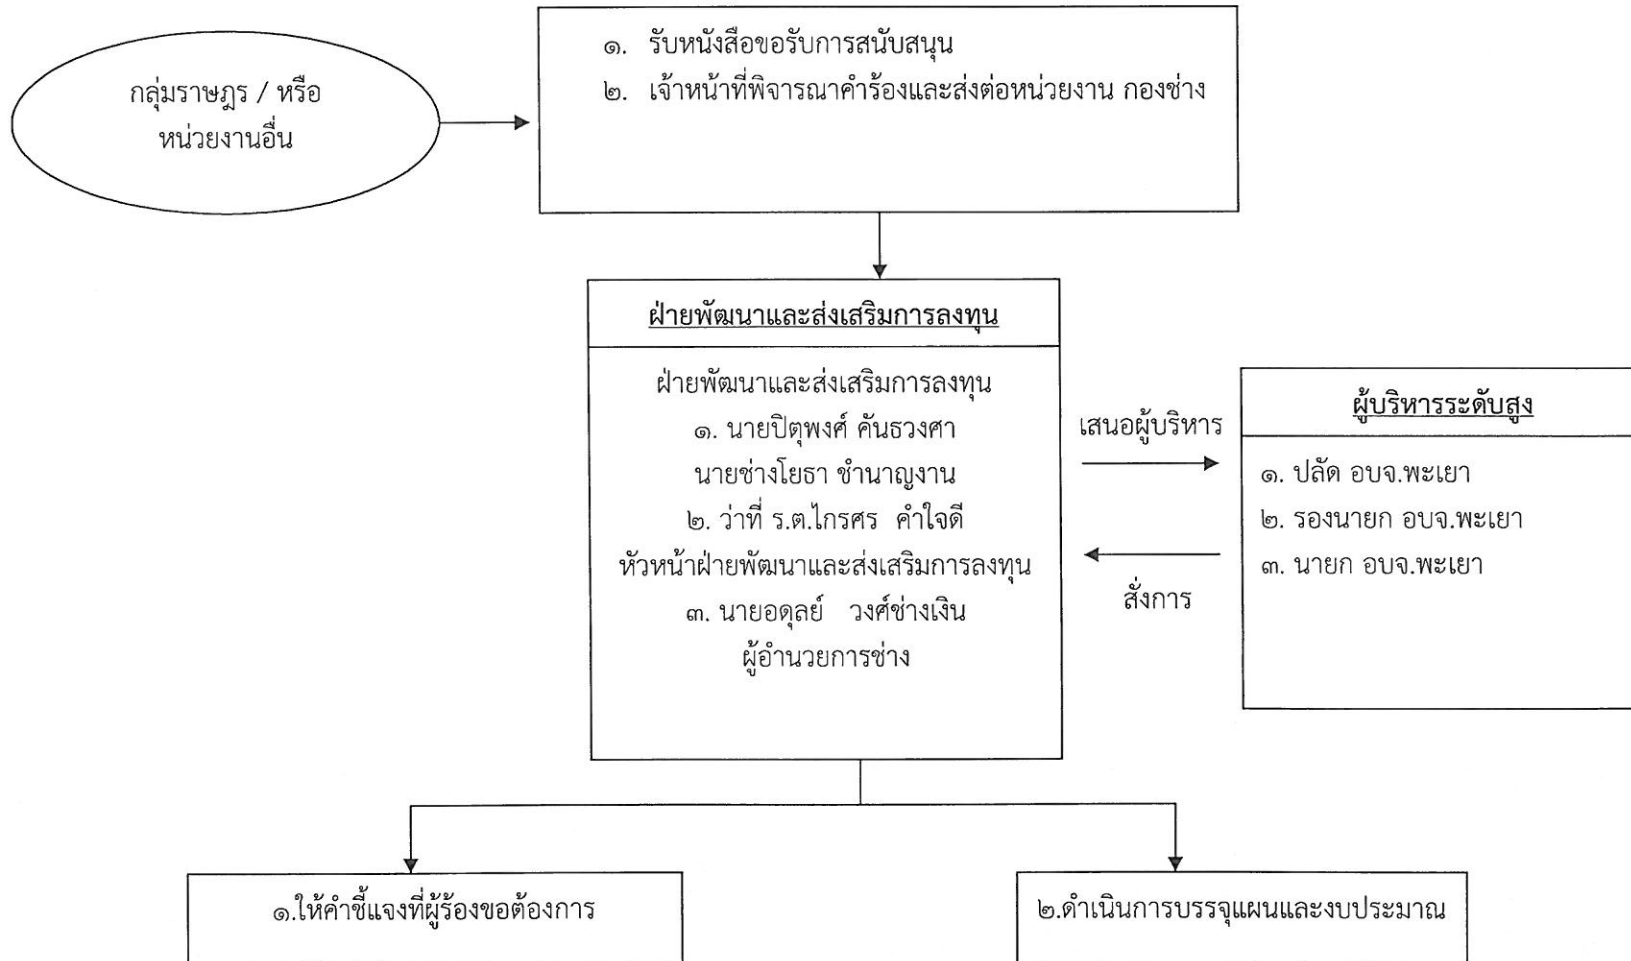 กลุ่มราษฎร / หรือ
หน่วยงานอื่น
๑. รับหนังสือขอรับการสนับสนุน
๒. เจ้าหน้าที่พิจารณาคำร้องและส่งต่อหน่วยงาน กองช่าง
ฝ่ายพัฒนาและส่งเสริมการลงทุน
ฝ่ายพัฒนาและส่งเสริมการลงทุน
๑. นายปิตุพงศ์ คันธวงศา
นายช่างโยธา ชำนาญงาน
๒. ว่าที่ ร.ต.ไกรศร คำใจดี
หัวหน้าฝ่ายพัฒนาและส่งเสริมการลงทุน
๓. นายอดุลย์ วงศ์ช่างเงิน
ผู้อำนวยการช่าง
เสนอผู้บริหาร
สั่งการ
ผู้บริหารระดับสูง
๑. ปลัด อบจ.พะเยา
๒. รองนายก อบจ.พะเยา
๓. นายก อบจ.พะเยา
๑.ให้คำชี้แจงที่ผู้ร้องขอต้องการ
๒.ดำเนินการบรรจุแผนและงบประมาณ